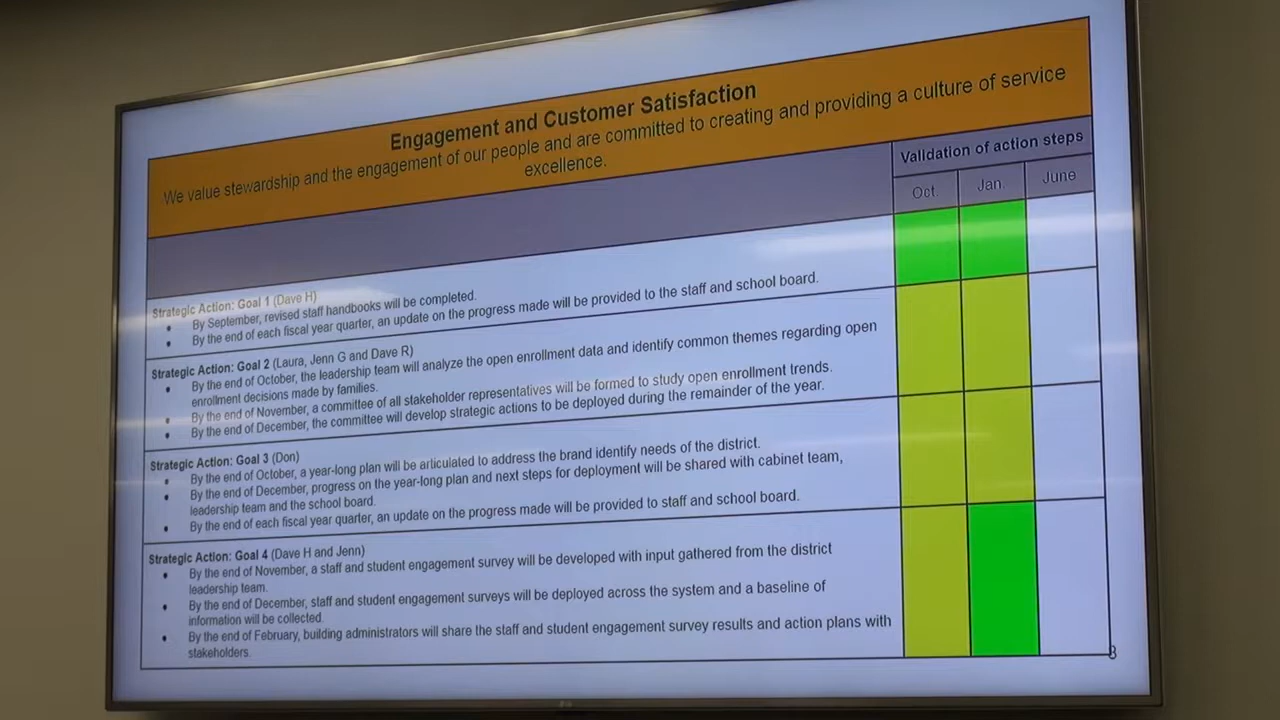 Engagement and Customer Satisfaction
We value stewardship and the engagement of our people and are committed to creating and providing a culture of service
excellence.
Validation of action steps
Oct.
Jan.
June
Strategic Action: Goal 1 (Dave H)
• By September, revised staff handbooks will be completed.
• By the end of each fiscal year quarter, an update on the progress made will be provided to the staff and school board.
Strategic Action: Goal 2 (Laura, Jenn G and Dave R)
• By the end of October, the leadership team will analyze the open enrollment data and identify common themes regarding open
enrollment decisions made by families.
• By the end of November, a committee of all stakeholder representatives will be formed to study open enrollment trends.
• By the end of December, the committee will develop strategic actions to be deployed during the remainder of the year.
Strategic Action: Goal 3 (Don)
• By the end of October, a year-long plan will be articulated to address the brand identify needs of the district.
• By the end of December, progress on the year-long plan and next steps for deployment will be shared with cabinet team,
leadership team and the school board.
• By the end of each fiscal year quarter, an update on the progress made will be provided to staff and school board.
Strategic Action: Goal 4 (Dave H and Jenn)
• By the end of November, a staff and student engagement survey will be developed with input gathered from the district
leadership team.
• By the end of December, staff and student engagement surveys will be deployed across the system and a baseline of
information will be collected.
• By the end of February, building administrators will share the staff and student engagement survey results and action plans with
stakeholders.
8